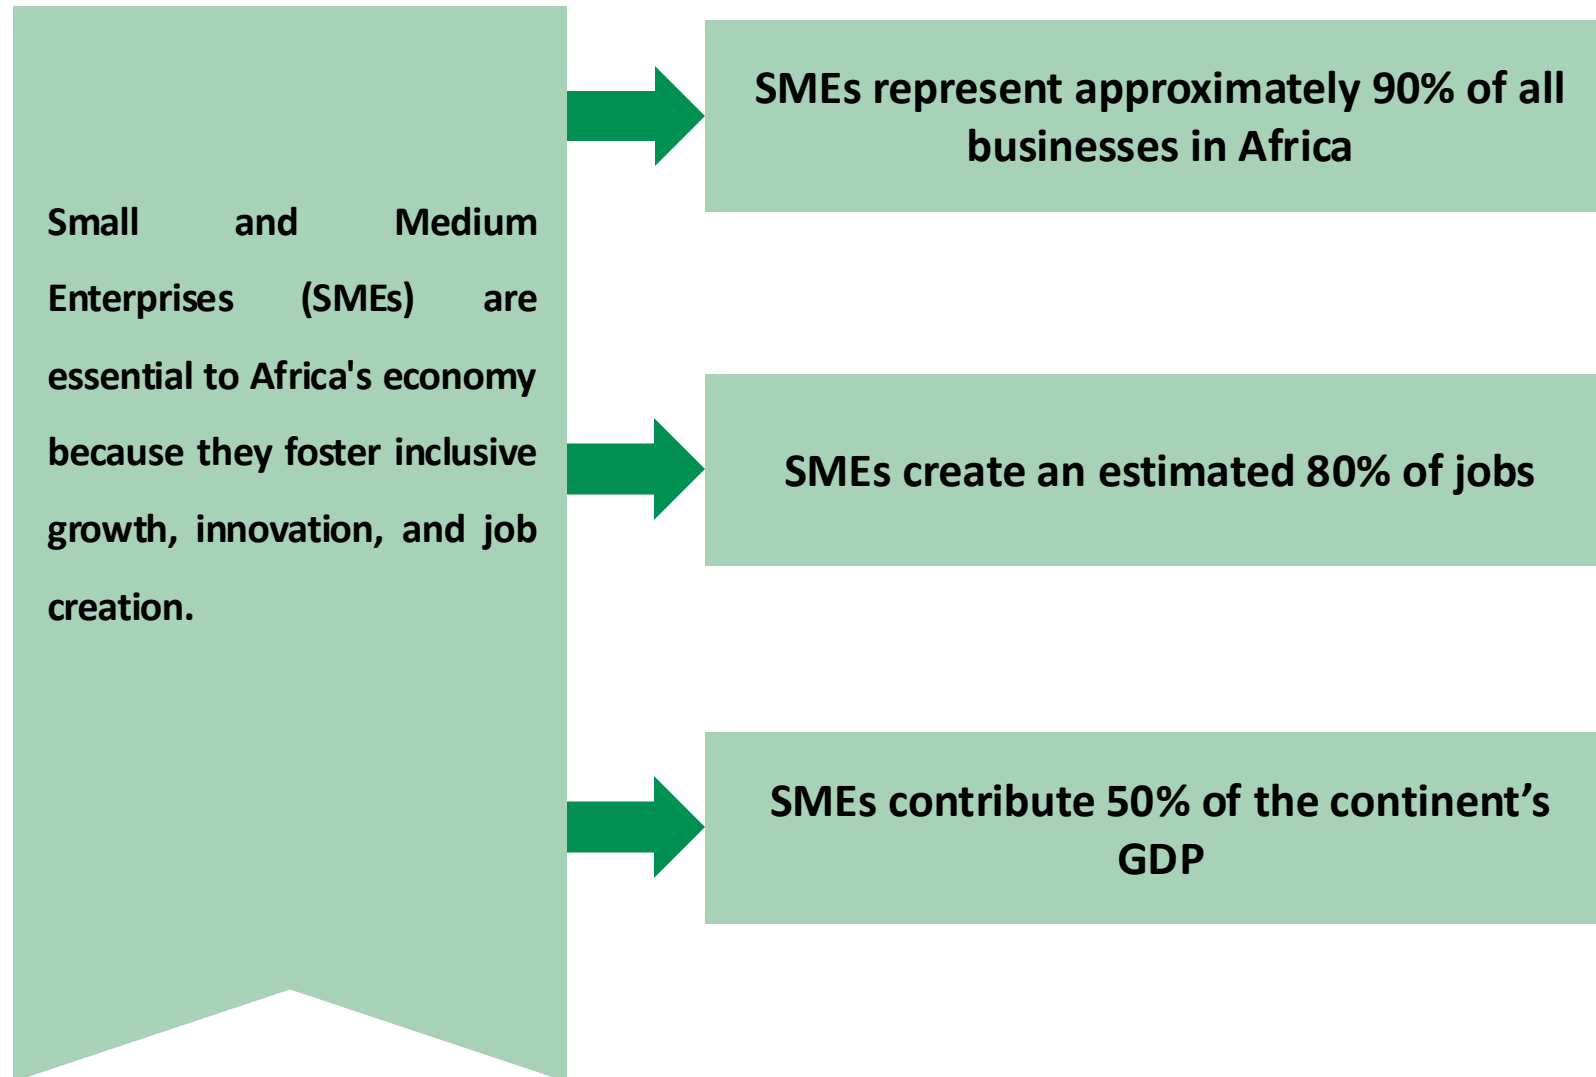 Small and Medium
Enterprises (SMEs) are
essential to Africa's economy
because they foster inclusive
growth, innovation, and job
creation.
SMEs represent approximately 90% of all
businesses in Africa
SMEs create an estimated 80% of jobs
SMEs contribute 50% of the continent’s
GDP